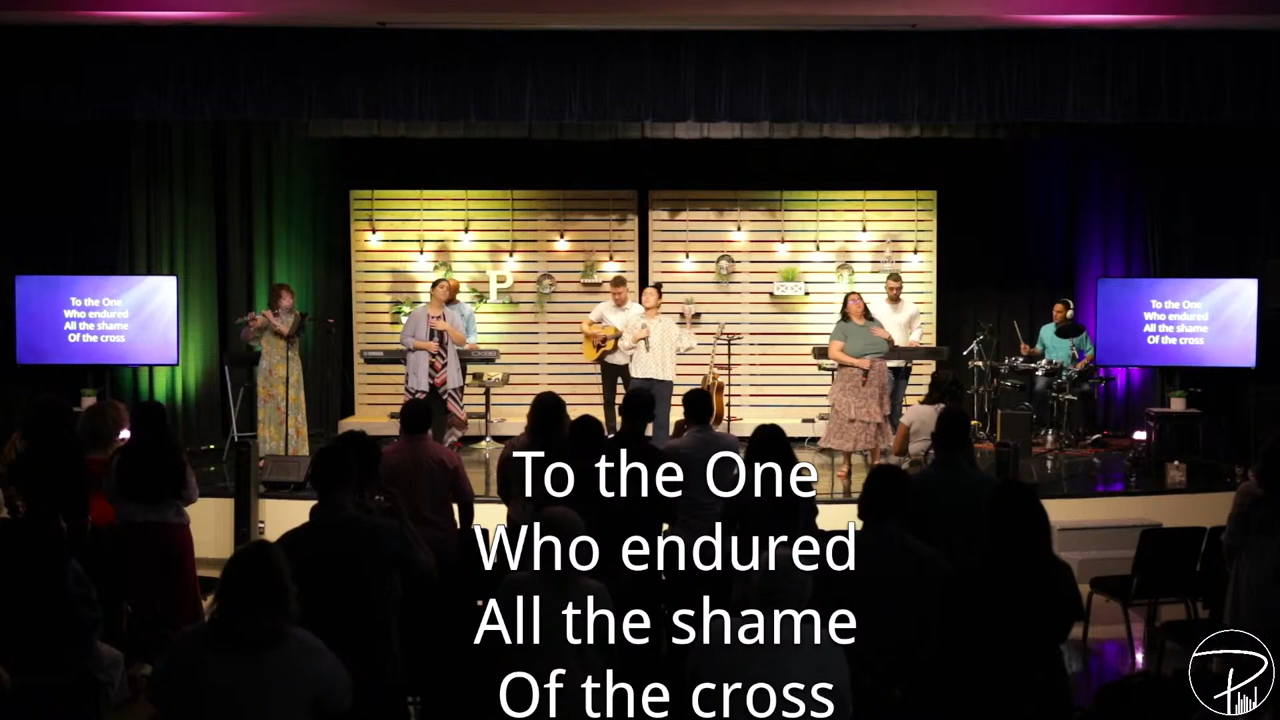 To the One
Who endured
All the shame
Of the cross
To the One
Who endured
All the shame
Of the cross
P
CK88
To the One
Who endured
All the shame
Of the cross